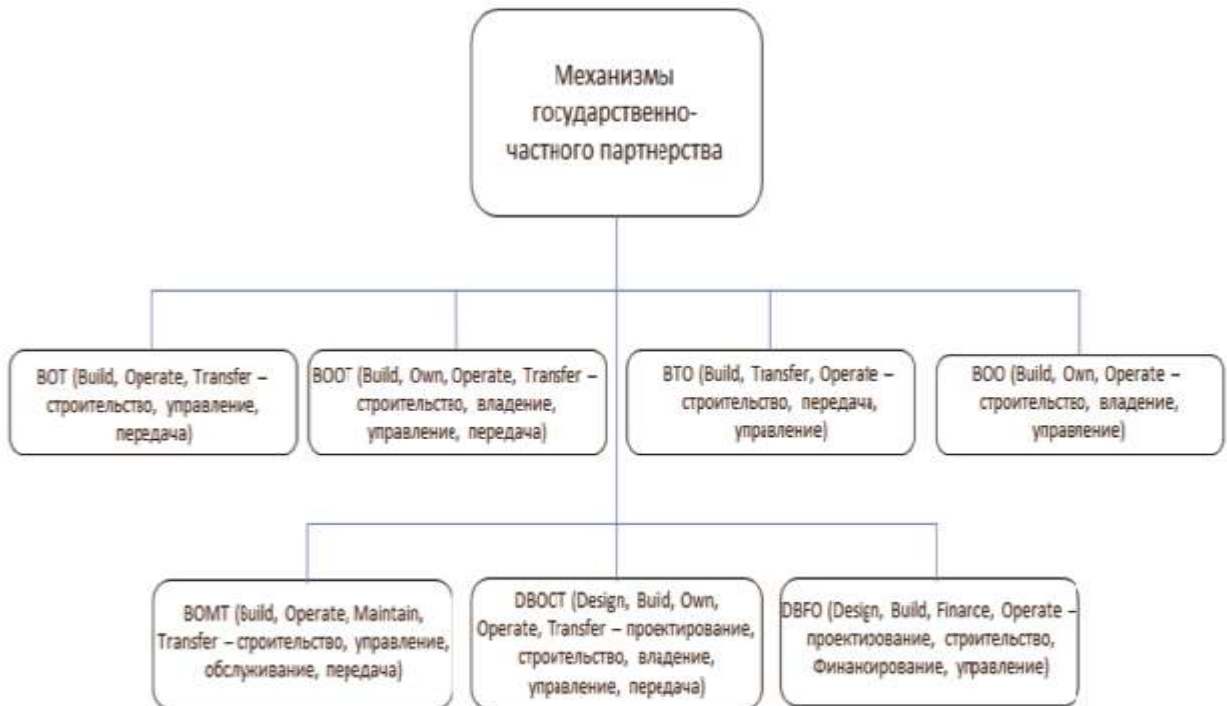 Механизмы
государственно-
частного партнерства
BOT (Build, Operate, Transfer –
строительство, управление,
передача)
BOOT (Build, Own, Operate, Transfer –
строительство, владение,
управление, передача)
BTO (Build, Transfer, Operate –
строительство, передача,
управление)
BOO (Build, Own, Operate –
строительство, владение,
управление)
BOMT (Build, Operate, Maintain,
Transfer – строительство, управление,
обслуживание, передача)
DBOCT (Design, Buid, Own,
Operate, Transfer – проектирование,
строительство, владение,
управление, передача)
DBFO (Design, Build, Finarce, Operate –
проектизование, строительство,
Финансирование, управление)